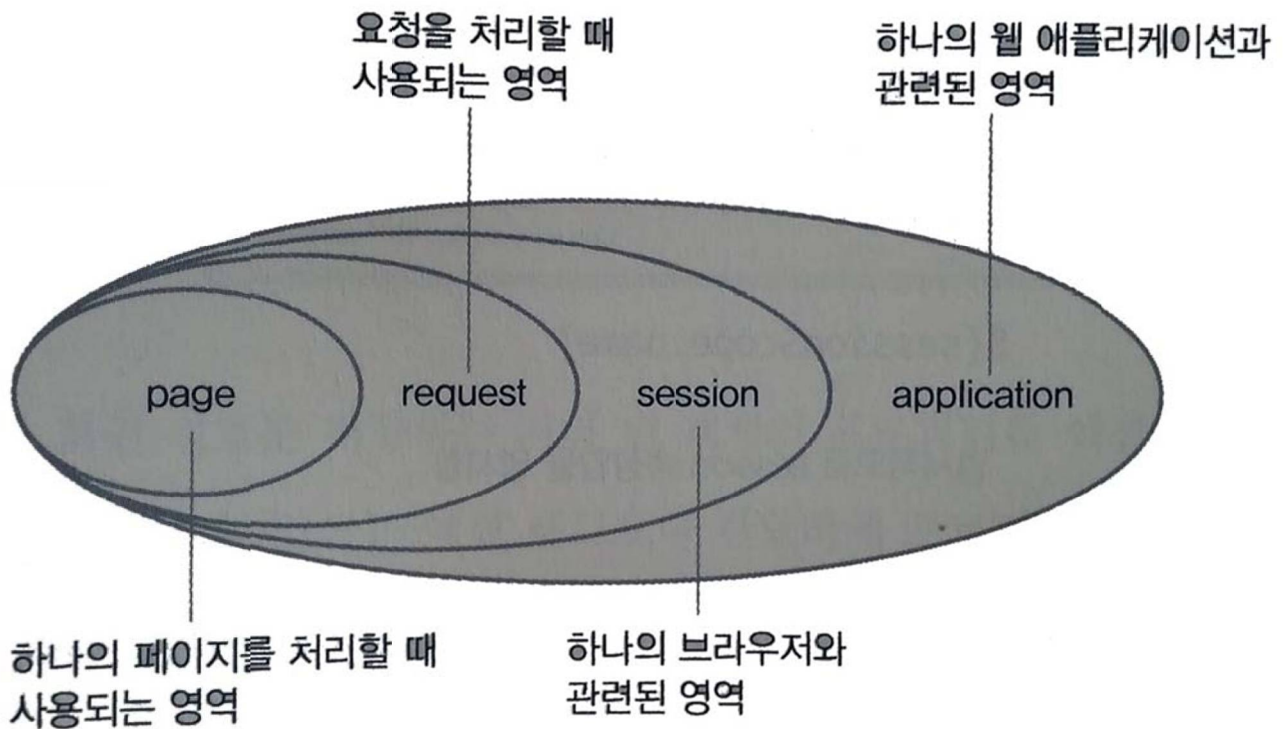 요청을 처리할 때
사용되는 영역
하나의 웹 애플리케이션과
관련된 영역
page
request
session
application
하나의 페이지를 처리할 때
사용되는 영역
하나의 브라우저와
관련된 영역